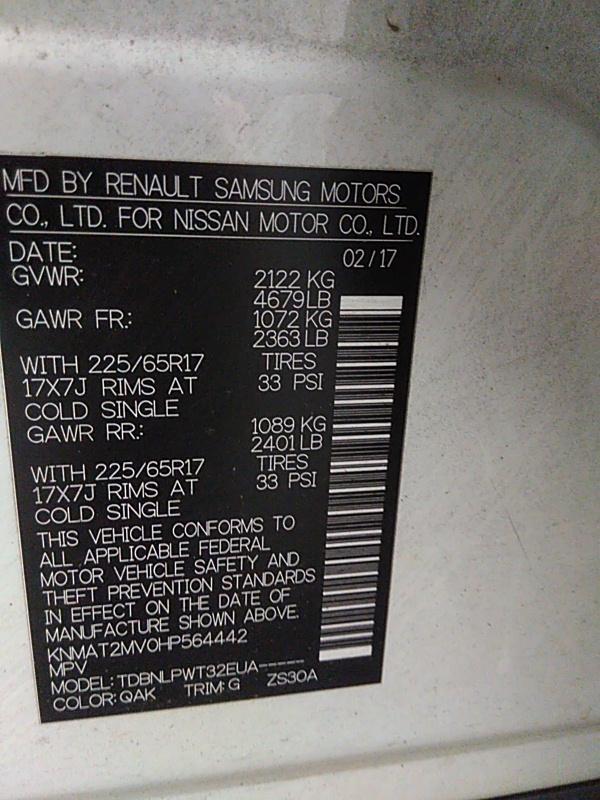 MFD BY RENAULT SAMSUNG MOTORS
CO., LTD. FOR NISSAN MOTOR CO., LTD.
DATE: 02/17
GVWR: 2122 KG
4679 LB
GAWR FR.: 1072 KG
2363 LB
WITH 225/65R17 TIRES
17X7J RIMS AT 33 PSI
COLD SINGLE
GAWR RR.: 1089 KG
2401 LB
WITH 225/65R17 TIRES
17X7J RIMS AT 33 PSI
COLD SINGLE
THIS VEHICLE CONFORMS TO
ALL APPLICABLE FEDERAL
MOTOR VEHICLE SAFETY AND
THEFT PREVENTION STANDARDS
IN EFFECT ON THE DATE OF
MANUFACTURE SHOWN ABOVE.
KNMAT2MV0HP564442
MPV
MODEL: TDBNLPWT32EUA-----
COLOR: QAK TRIM: G ZS30A